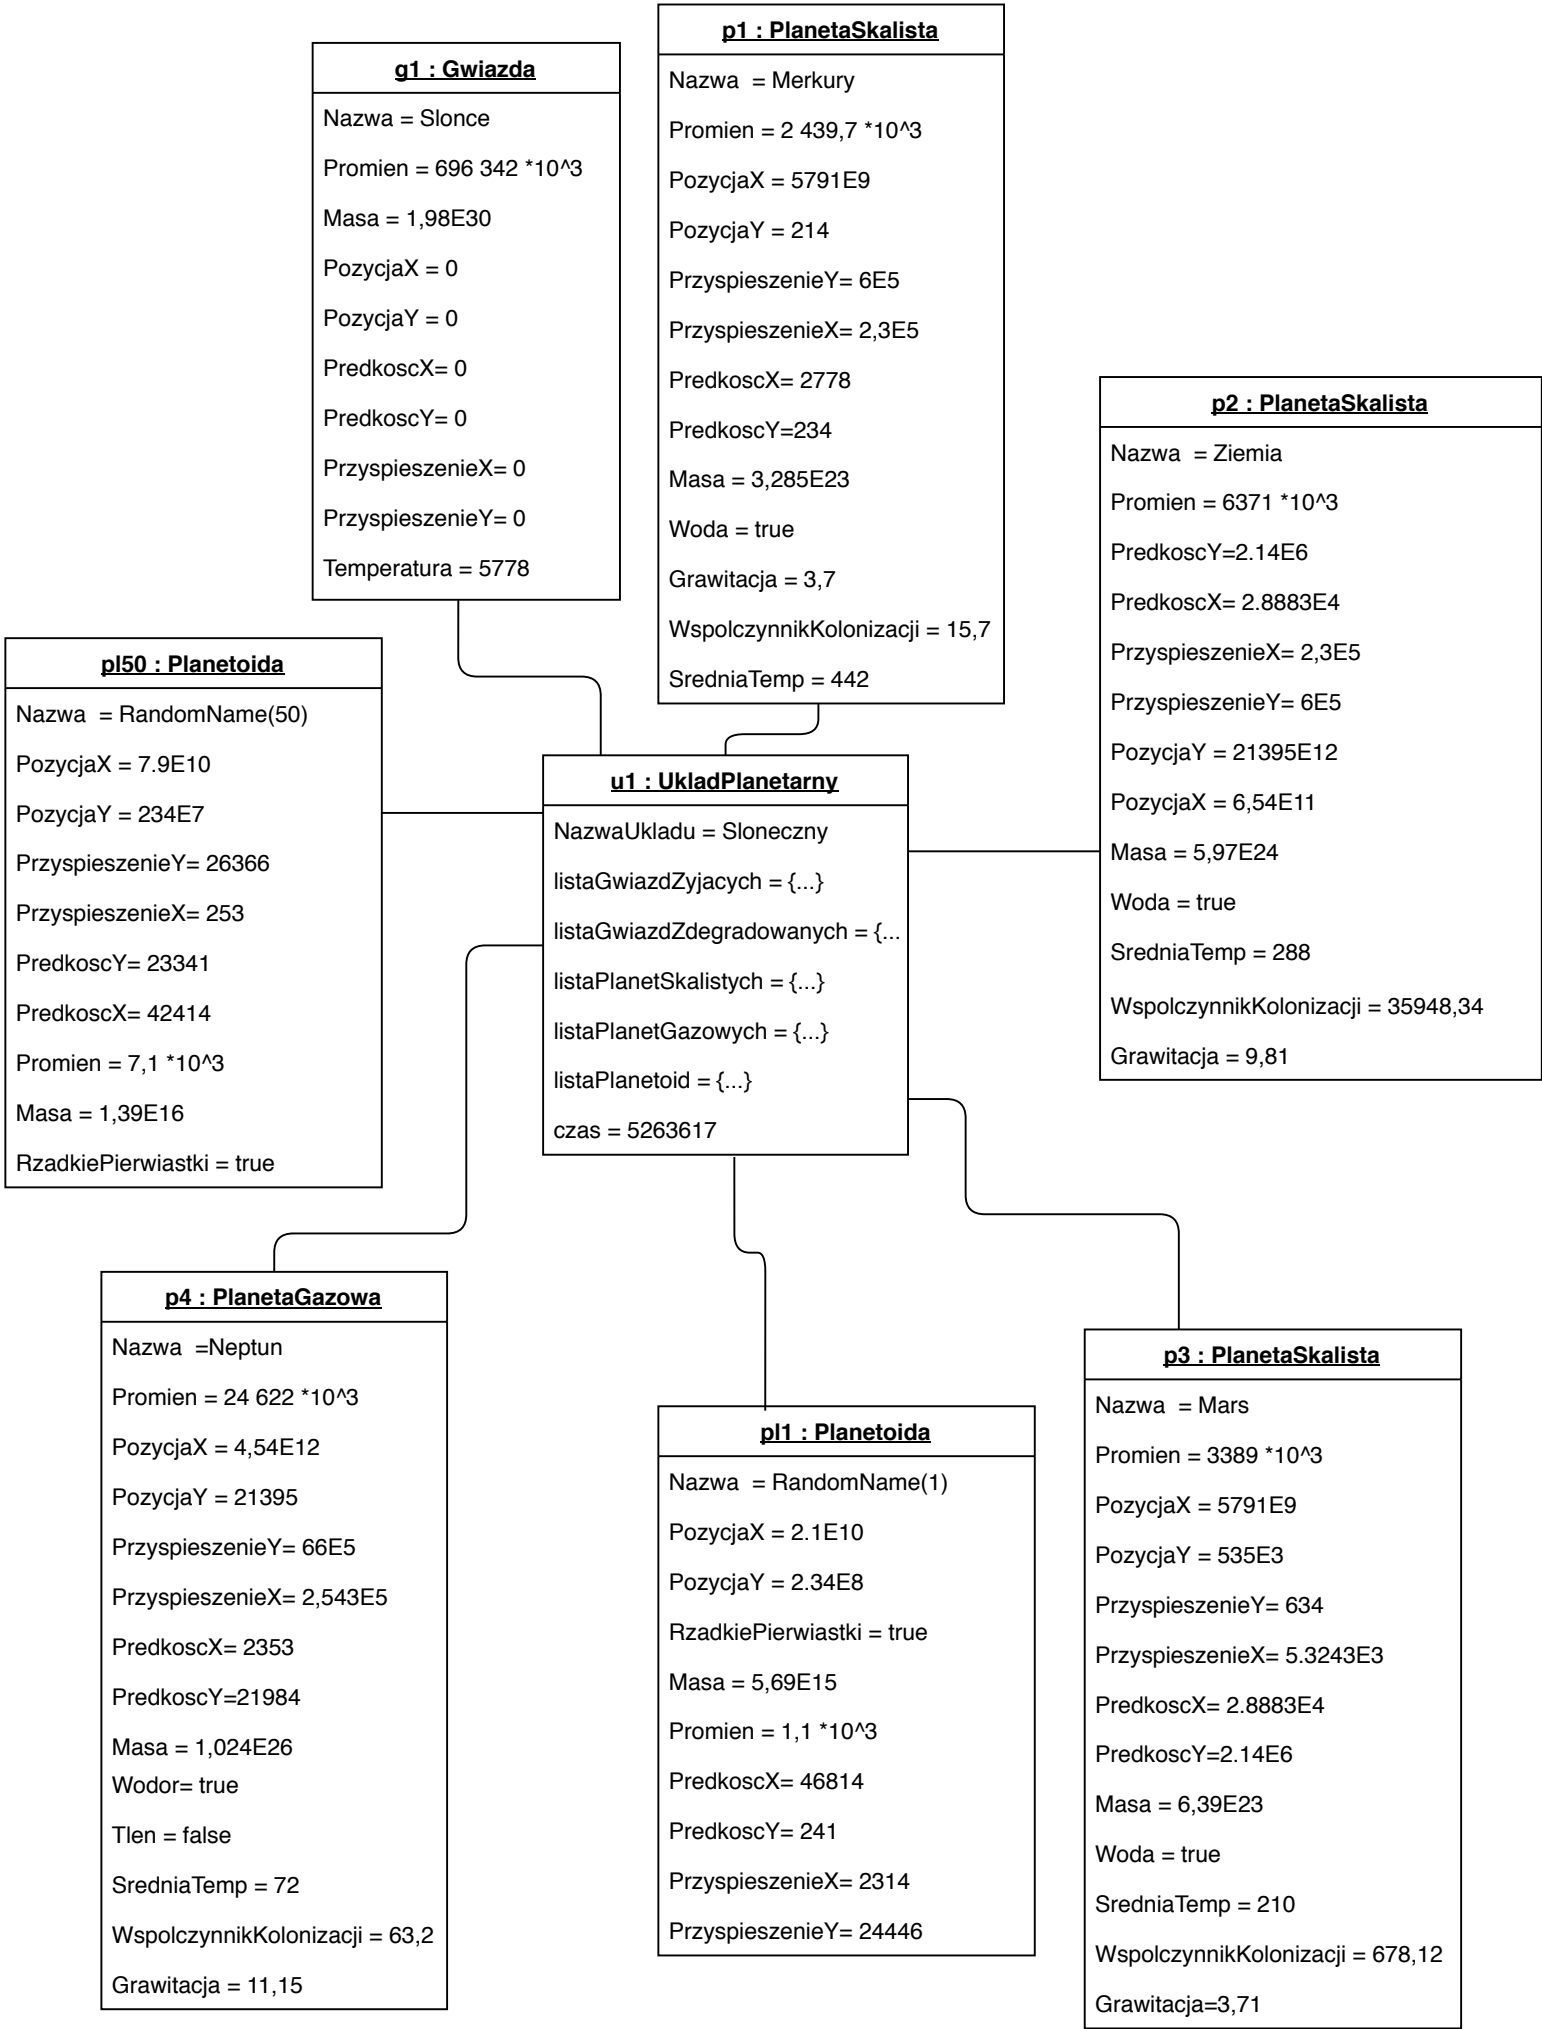 p1 : PlanetaSkalista
Nazwa  = Merkury
Promien = 2 439,7 *10^3
PozycjaX = 5791E9
PozycjaY = 214
PrzyspieszenieY= 6E5
PrzyspieszenieX= 2,3E5
PredkoscX= 2778
PredkoscY=234
Masa = 3,285E23
Woda = true
Grawitacja = 3,7
WspolczynnikKolonizacji = 15,7
SredniaTemp = 442
g1 : Gwiazda
Nazwa = Slonce
Promien = 696 342 *10^3
Masa = 1,98E30
PozycjaX = 0
PozycjaY = 0
PredkoscX= 0
PredkoscY= 0
PrzyspieszenieX= 0
PrzyspieszenieY= 0
Temperatura = 5778
p2 : PlanetaSkalista
Nazwa  = Ziemia
Promien = 6371 *10^3
PredkoscY=2.14E6
PredkoscX= 2.8883E4
PrzyspieszenieX= 2,3E5
PrzyspieszenieY= 6E5
PozycjaY = 21395E12
PozycjaX = 6,54E11
Masa = 5,97E24
Woda = true
SredniaTemp = 288
WspolczynnikKolonizacji = 35948,34
Grawitacja = 9,81
pl50 : Planetoida
Nazwa  = RandomName(50)
PozycjaX = 7.9E10
PozycjaY = 234E7
PrzyspieszenieY= 26366
PrzyspieszenieX= 253
PredkoscY= 23341
PredkoscX= 42414
Promien = 7,1 *10^3
Masa = 1,39E16
RzadkiePierwiastki = true
u1 : UkladPlanetarny
NazwaUkladu = Sloneczny
listaGwiazdZyjacych = {...}
listaGwiazdZdegradowanych = {...
listaPlanetSkalistych = {...}
listaPlanetGazowych = {...}
listaPlanetoid = {...}
czas = 5263617
p4 : PlanetaGazowa
Nazwa  =Neptun
Promien = 24 622 *10^3
PozycjaX = 4,54E12
PozycjaY = 21395
PrzyspieszenieY= 66E5
PrzyspieszenieX= 2,543E5
PredkoscX= 2353
PredkoscY=21984
Masa = 1,024E26
Wodor= true
Tlen = false
SredniaTemp = 72
WspolczynnikKolonizacji = 63,2
Grawitacja = 11,15
pl1 : Planetoida
Nazwa  = RandomName(1)
PozycjaX = 2.1E10
PozycjaY = 2.34E8
RzadkiePierwiastki = true
Masa = 5,69E15
Promien = 1,1 *10^3
PredkoscX= 46814
PredkoscY= 241
PrzyspieszenieX= 2314
PrzyspieszenieY= 24446
p3 : PlanetaSkalista
Nazwa  = Mars
Promien = 3389 *10^3
PozycjaX = 5791E9
PozycjaY = 535E3
PrzyspieszenieY= 634
PrzyspieszenieX= 5.3243E3
PredkoscX= 2.8883E4
PredkoscY=2.14E6
Masa = 6,39E23
Woda = true
SredniaTemp = 210
WspolczynnikKolonizacji = 678,12
Grawitacja=3,71